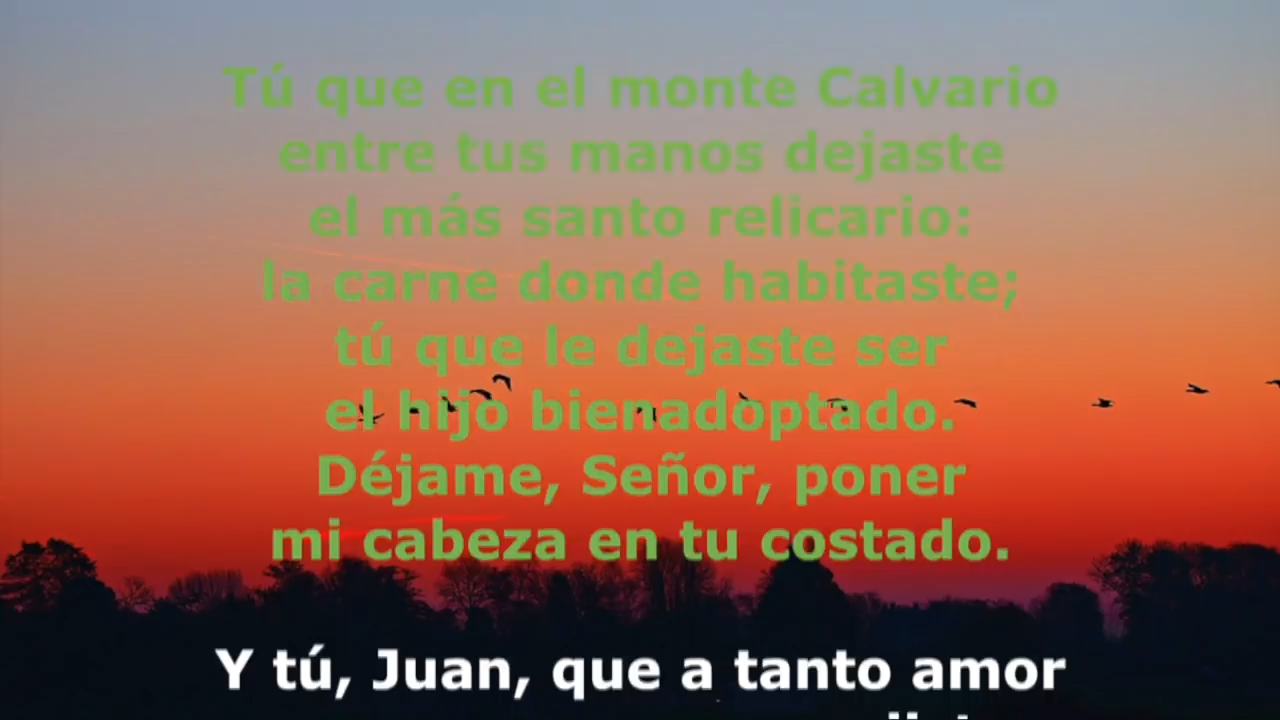 Tú que en el monte Calvario
entre tus manos dejaste
el más santo relicario:
la carne donde habitaste;
tú que le dejaste ser
el hijo bienadoptado.
Déjame, Señor, poner
mi cabeza en tu costado.
Y tú, Juan, que a tanto amor